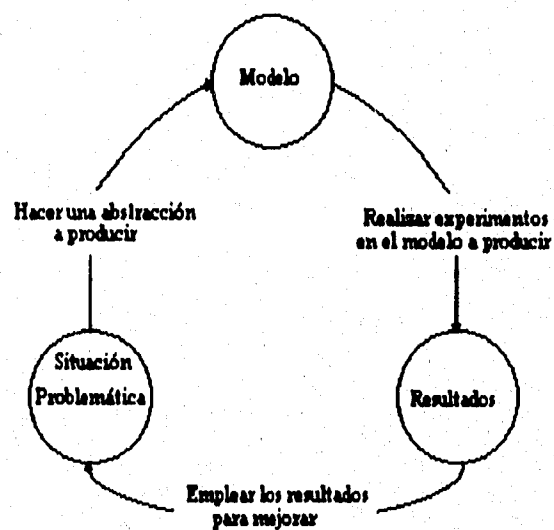 Modelo
Hacer una abstracción
a producir
Realizar experimentos
en el modelo a producir
Situación
Problemática
Resultados
Emplear los resultados
para mejorar